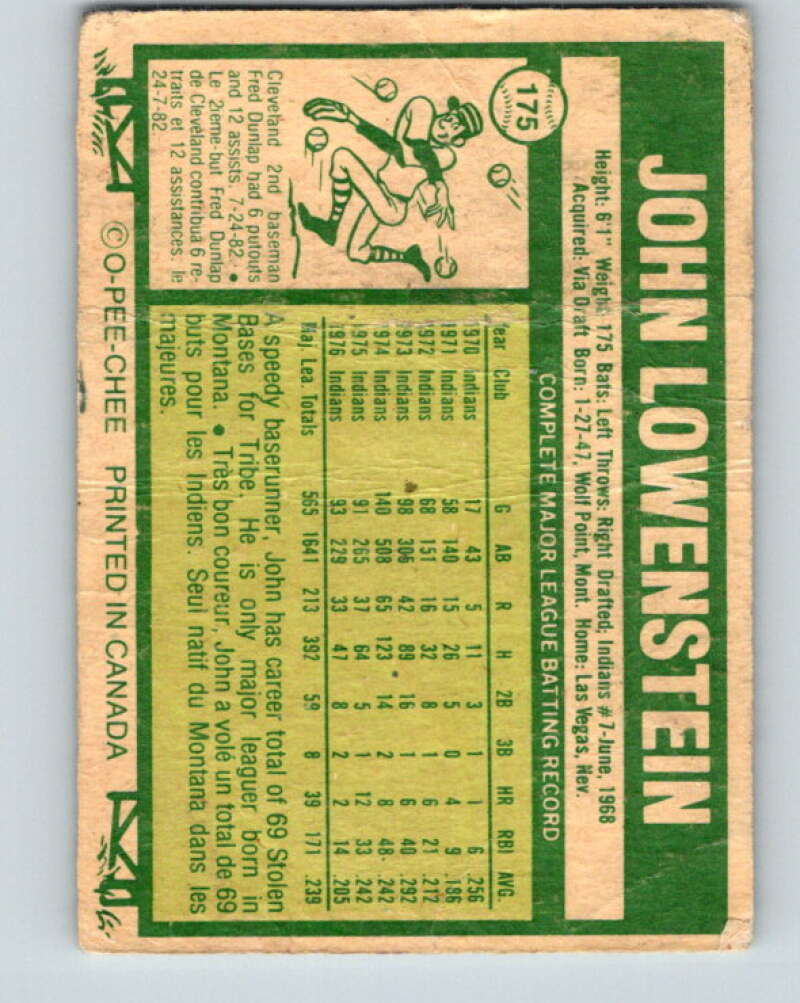 175
JOHN LOWENSTEIN
Height: 6'1" Weight: 175 Bats: Left Throws: Right Drafted; Indians #7-June, 1968
Acquired: Via Draft Born: 1-27-47, Wolf Point, Mont. Home: Las Vegas, Nev.
COMPLETE MAJOR LEAGUE BATTING RECORD
Year Club G AB R H 2B 3B HR RBI AVG.
1970 Indians 17 43 5 11 3 1 1 6 .256
1971 Indians 58 140 15 26 5 0 4 9 .186
1972 Indians 68 151 16 32 8 1 6 21 .212
1973 Indians 98 306 42 89 16 1 6 40 .292
1974 Indians 140 508 65 123 14 2 8 48 .242
1975 Indians 91 265 37 64 5 1 12 33 .242
1976 Indians 93 229 33 47 8 2 2 14 .205
Maj. Lea. Totals 565 1641 213 392 59 8 39 171 .239
A speedy baserunner, John has career total of 69 Stolen
Bases for Tribe. He is only major leaguer born in
Montana. • Très bon coureur, John a volé un total de 69
buts pour les Indiens. Seul natif du Montana dans les
majeures.
Cleveland 2nd baseman
Fred Dunlap had 6 putouts
and 12 assists, 7-24-82. •
Le 2ieme-but Fred Dunlap
de Cleveland contribua 6 re-
traits et 12 assistances, le
24-7-82.
©O-PEE-CHEE PRINTED IN CANADA